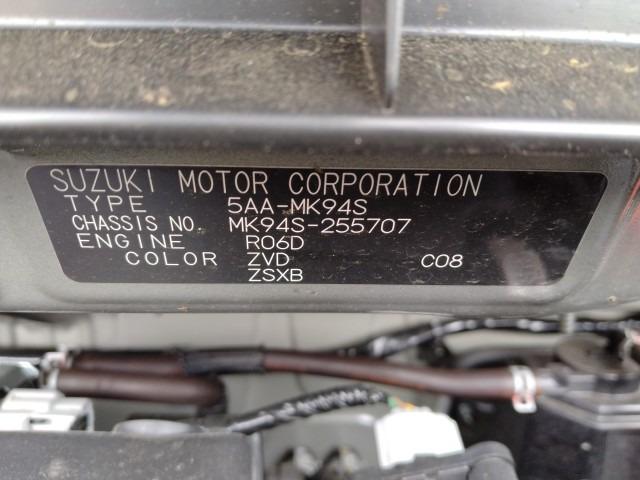 SUZUKI MOTOR CORPORATION
TYPE 5AA-MK94S
CHASSIS NO. MK94S-255707
ENGINE R06D
COLOR ZVD C08
ZSXB